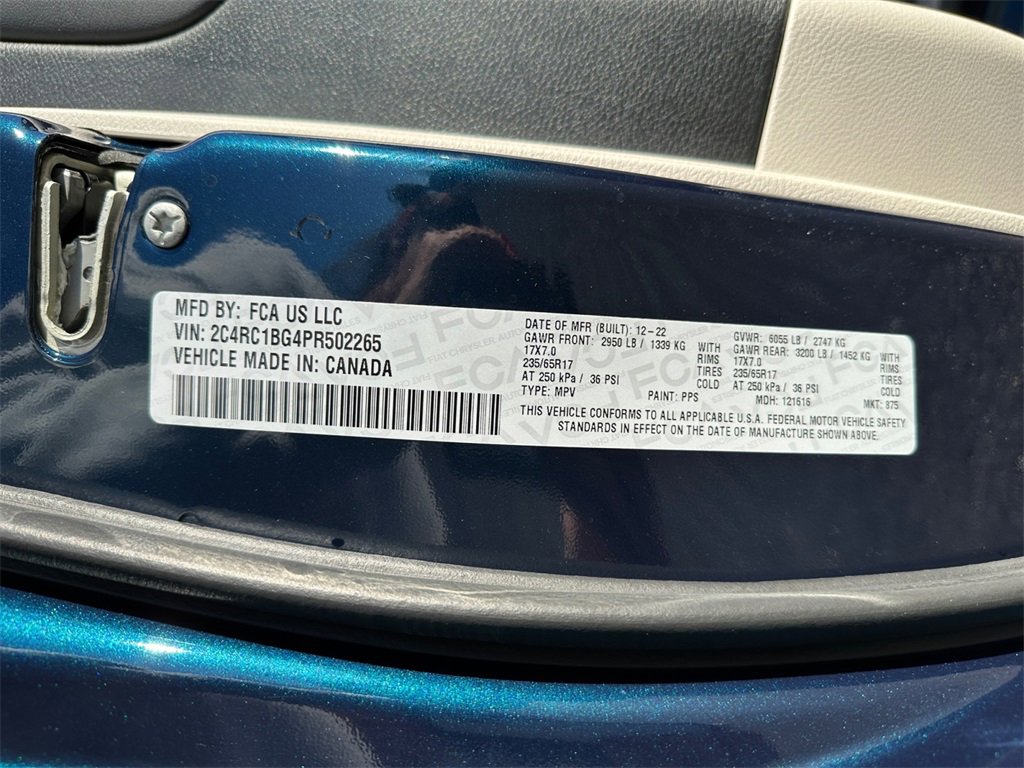 MFD BY: FCA US LLC
VIN: 2C4RC1BG4PR502265
VEHICLE MADE IN: CANADA
DATE OF MFR (BUILT): 12-22
GAWR FRONT: 2950 LB / 1339 KG WITH
17X7.0 RIMS
235/65R17 TIRES
AT 250 kPa / 36 PSI COLD
TYPE: MPV
PAINT: PPS
GVWR: 6055 LB / 2747 KG
GAWR REAR: 3200 LB / 1452 KG WITH
17X7.0 RIMS
235/65R17 TIRES
AT 250 kPa / 36 PSI COLD
MDH: 121616
MKT: 875
THIS VEHICLE CONFORMS TO ALL APPLICABLE U.S.A. FEDERAL MOTOR VEHICLE SAFETY
STANDARDS IN EFFECT ON THE DATE OF MANUFACTURE SHOWN ABOVE.